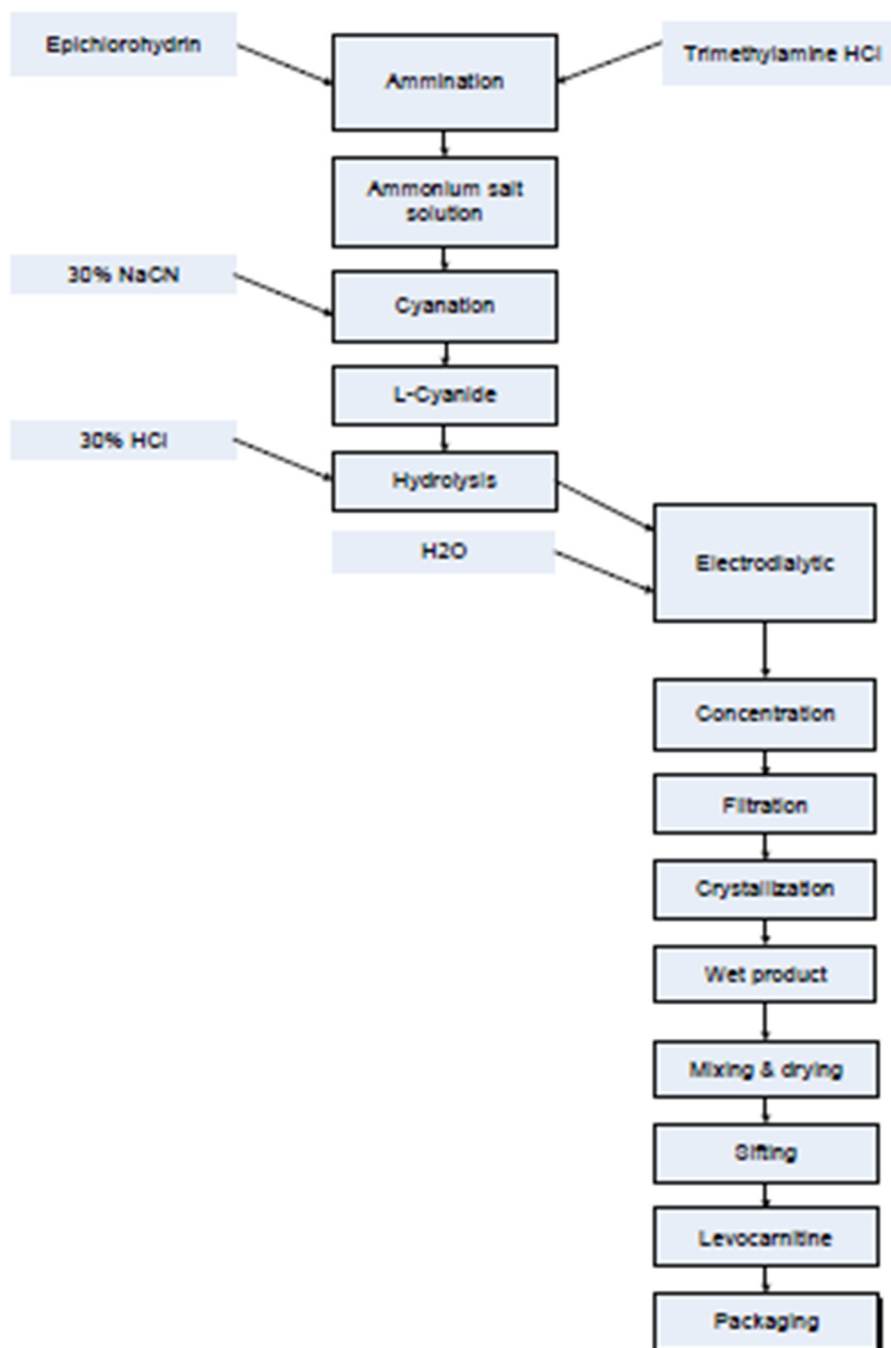 Epichlorohydrin
Ammination
Trimethylamine HCl
Ammonium salt
solution
30% NaCN
Cyanation
L-Cyanide
30% HCl
Hydrolysis
H2O
Electrodialytic
Concentration
Filtration
Crystallization
Wet product
Mixing & drying
Sifting
Levocarnitine
Packaging